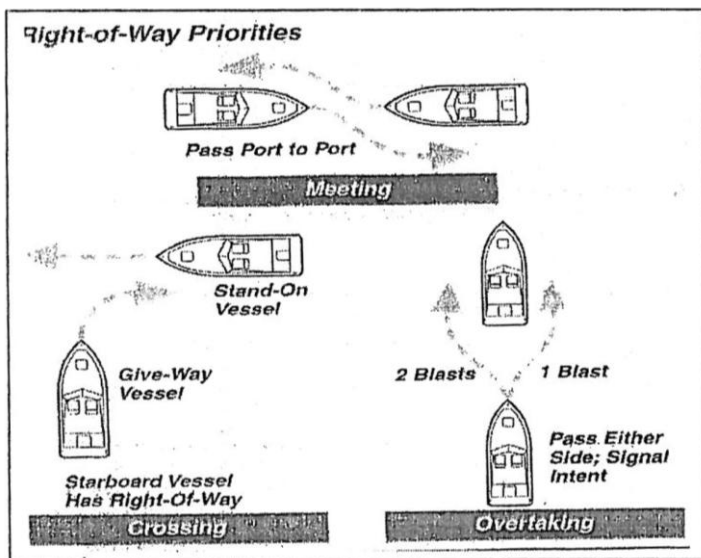 Right-of-Way Priorities
Pass Port to Port
Meeting
Stand-On
Vessel
Give-Way
Vessel
Starboard Vessel
Has Right-Of-Way
Crossing
2 Blasts
1 Blast
Pass Either
Side; Signal
Intent
Overtaking